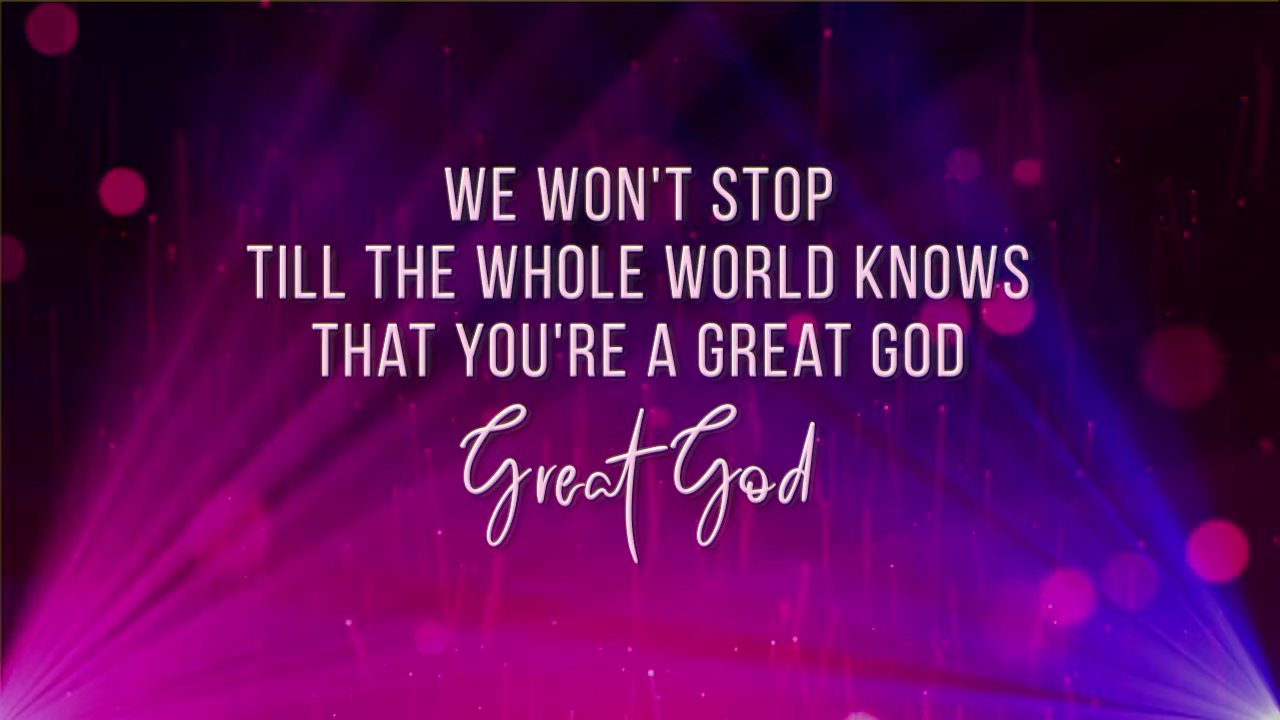 WE WON'T STOP
TILL THE WHOLE WORLD KNOWS
THAT YOU'RE A GREAT GOD
Great God